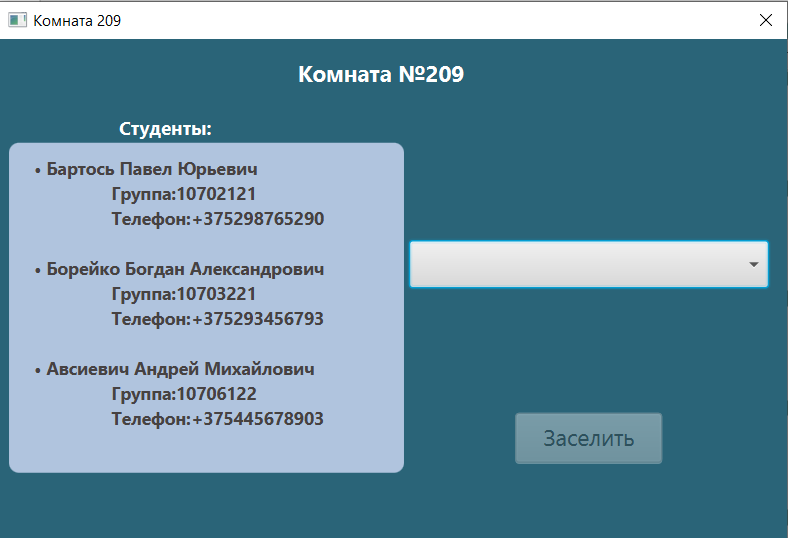 Комната 209
Комната №209
Студенты:
• Бартось Павел Юрьевич
Группа:10702121
Телефон:+375298765290
• Борейко Богдан Александрович
Группа:10703221
Телефон:+375293456793
• Авсиевич Андрей Михайлович
Группа:10706122
Телефон:+375445678903
Заселить